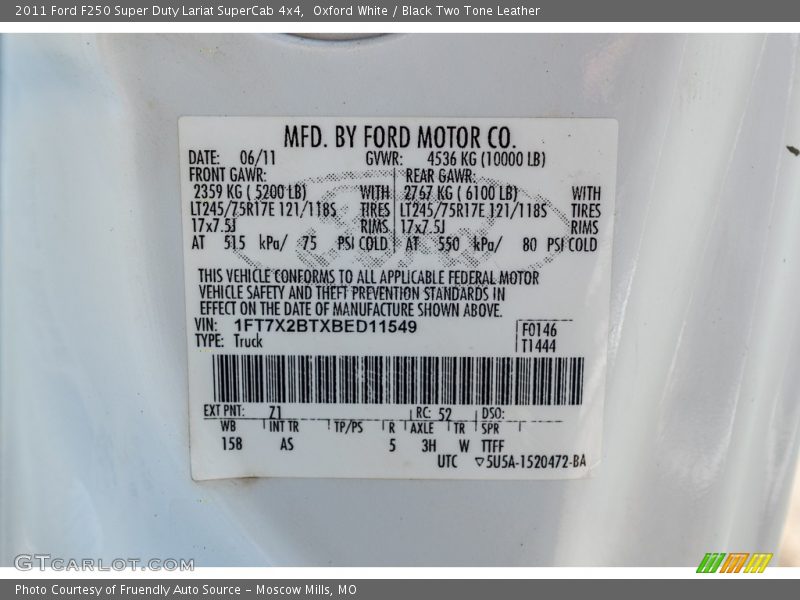 2011 Ford F250 Super Duty Lariat SuperCab 4x4,  Oxford White / Black Two Tone Leather
MFD. BY FORD MOTOR CO.
DATE: 06/11 GVWR: 4536 KG (10000 LB)
FRONT GAWR: REAR GAWR:
2359 KG ( 5200 LB) WITH 2767 KG ( 6100 LB) WITH
LT245/75R17E 121/118S TIRES LT245/75R17E 121/118S TIRES
17x7.5J RIMS 17x7.5J RIMS
AT 515 kPa/ 75 PSI COLD AT 550 kPa/ 80 PSI COLD
THIS VEHICLE CONFORMS TO ALL APPLICABLE FEDERAL MOTOR
VEHICLE SAFETY AND THEFT PREVENTION STANDARDS IN
EFFECT ON THE DATE OF MANUFACTURE SHOWN ABOVE.
VIN: 1FT7X2BTXBED11549 F0146
TYPE: Truck T1444
EXT PNT: Z1 RC: 52 DSO:
WB INT TR TP/PS R AXLE TR SPR
15B AS 5 3H W TTFF
UTC ▽5U5A-1520472-BA
GTCARLOT.COM
Photo Courtesy of Fruendly Auto Source - Moscow Mills, MO